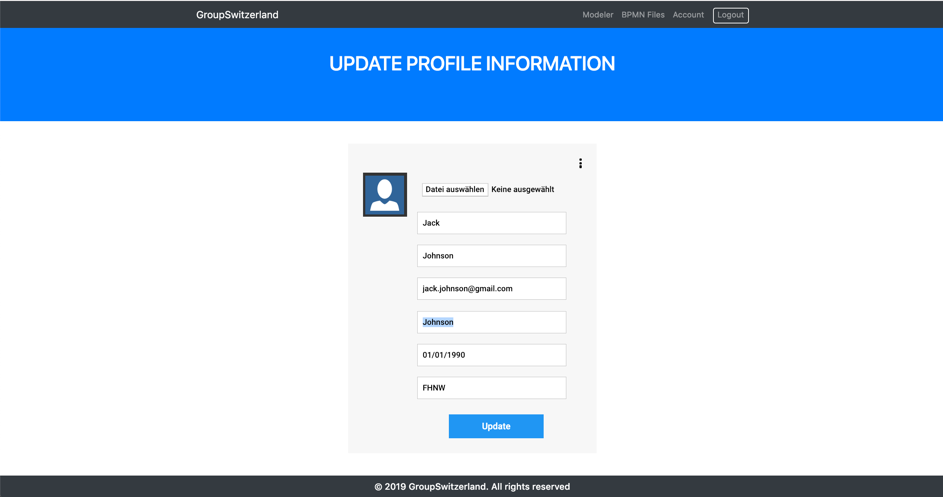 GroupSwitzerland Modeler BPMN Files Account Logout
UPDATE PROFILE INFORMATION
Datei auswählen Keine ausgewählt
Jack
Johnson
jack.johnson@gmail.com
Johnson
01/01/1990
FHNW
Update
© 2019 GroupSwitzerland. All rights reserved